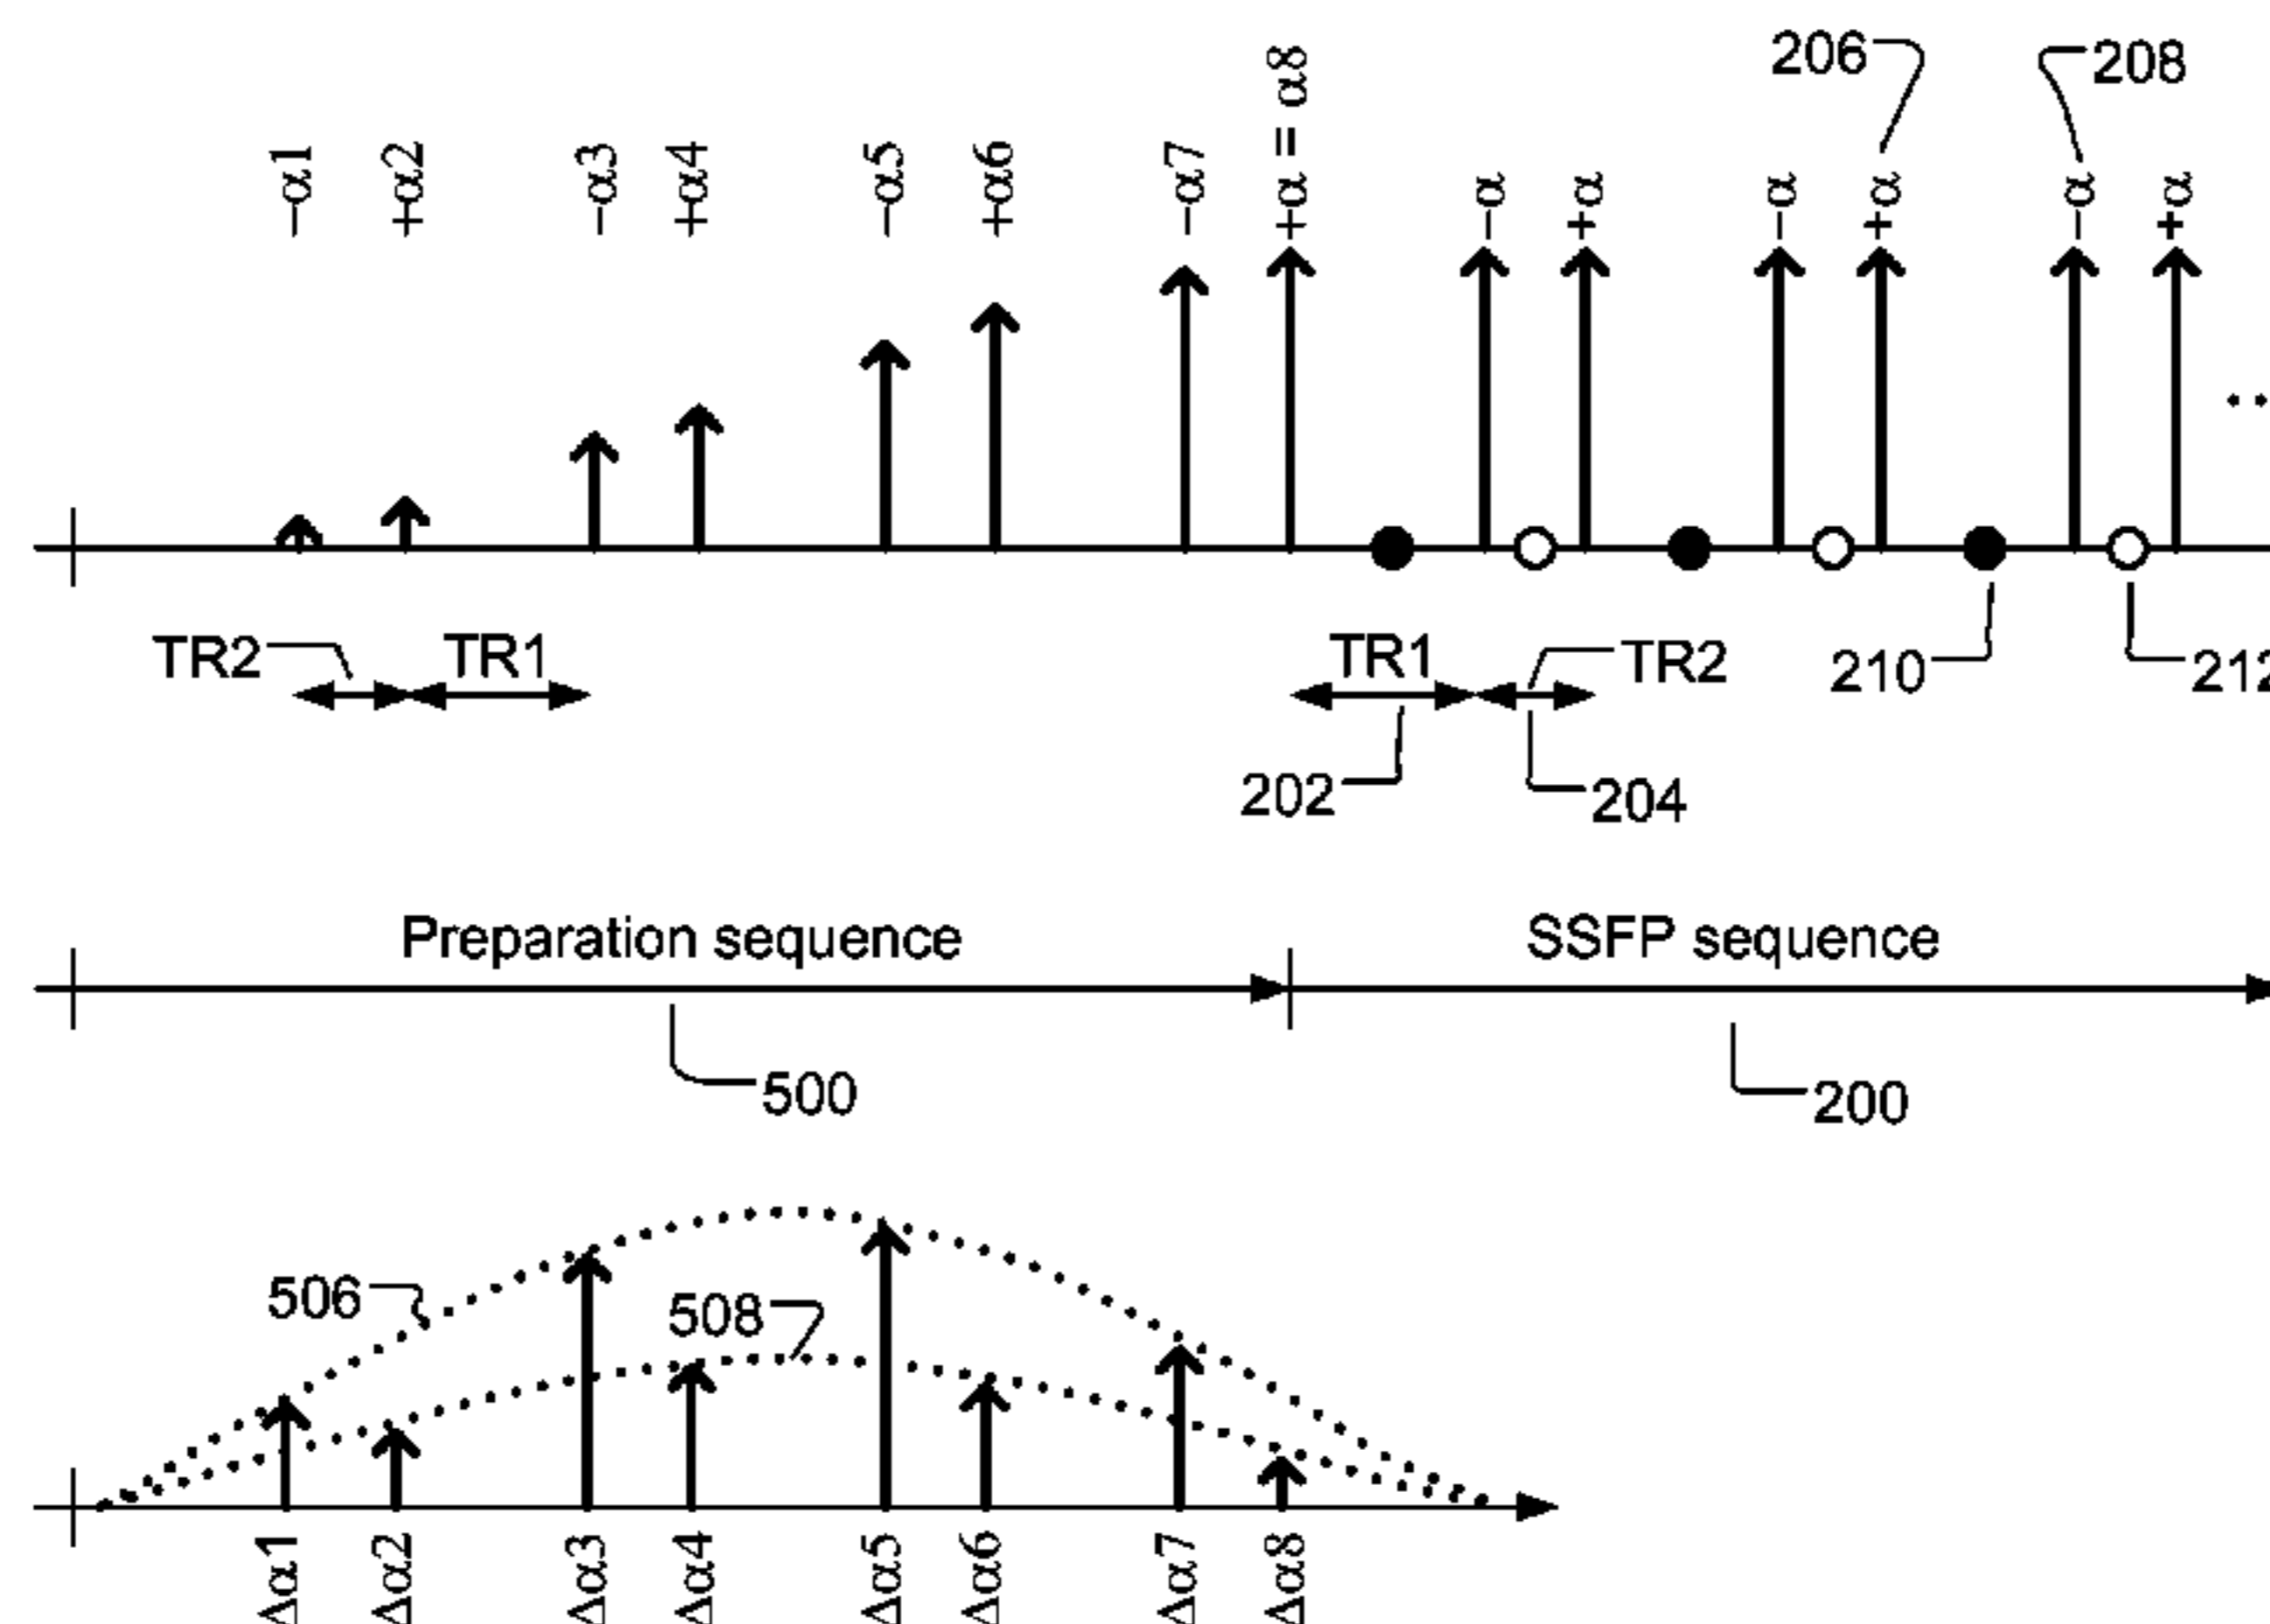 206
208
−α1
+α2
−α3
+α4
−α5
+α6
−α7
+α = α8
−α
+α
−α
+α
−α
+α
..
TR2
TR1
TR1
TR2
210
212
202
204
Preparation sequence
SSFP sequence
500
200
506
508
Δα1
Δα2
Δα3
Δα4
Δα5
Δα6
Δα7
Δα8